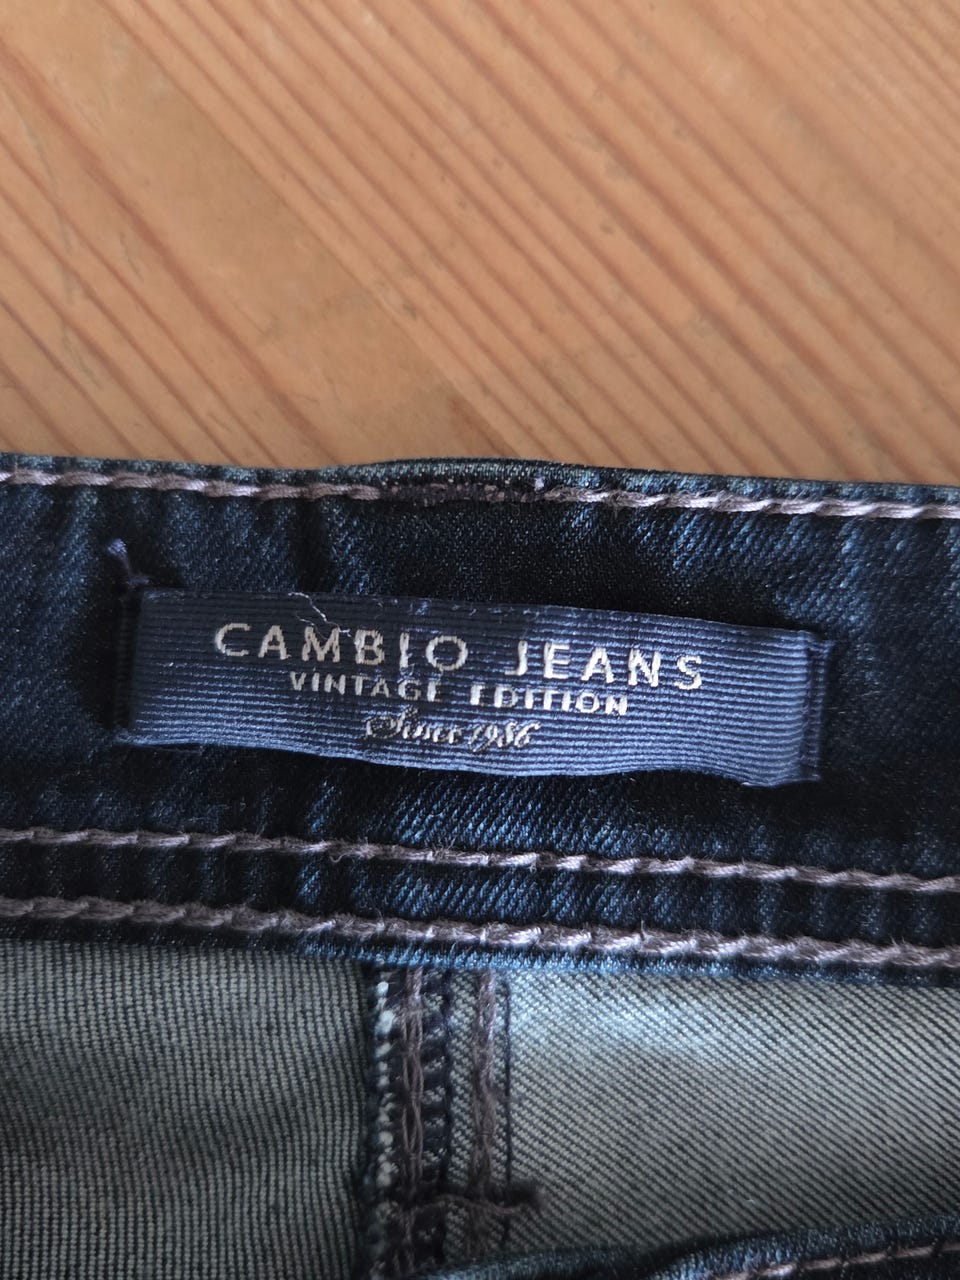 CAMBIO JEANS
VINTAGE EDITION
Since 1986